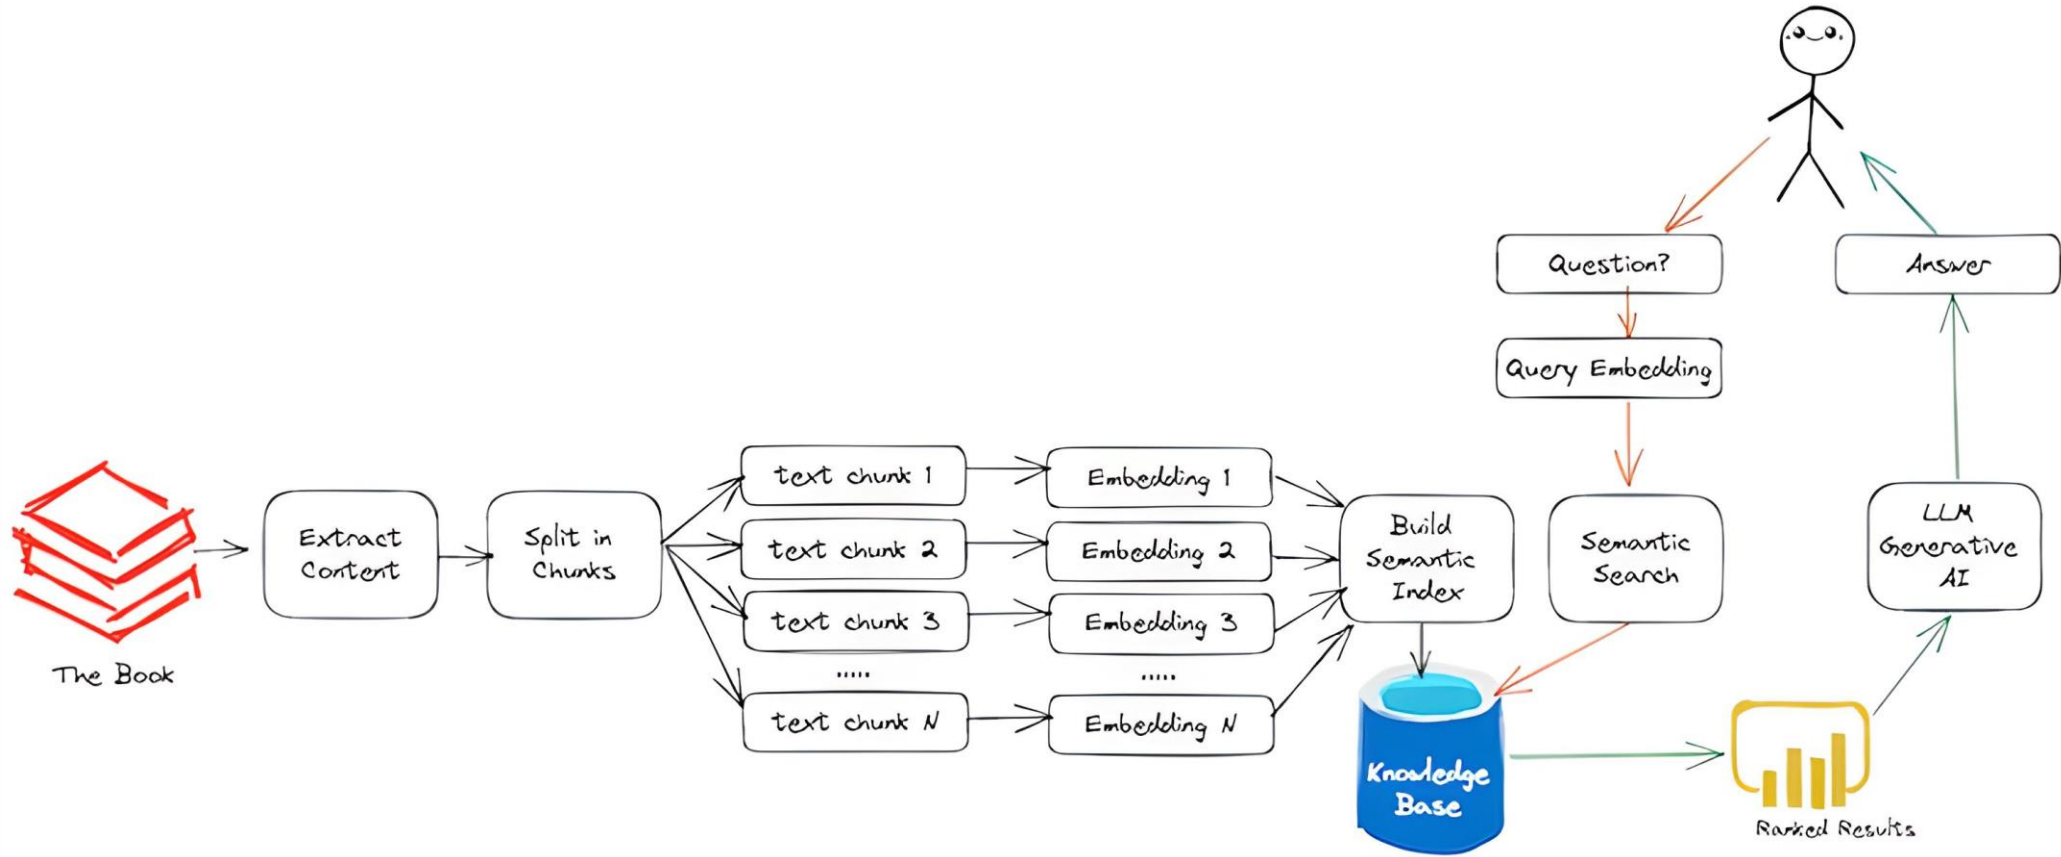 Question?
Answer
Query Embedding
The Book
Extract
Content
Split in
Chunks
text chunk 1
text chunk 2
text chunk 3
.....
text chunk N
Embedding 1
Embedding 2
Embedding 3
.....
Embedding N
Build
Semantic
Index
Semantic
Search
LLM
Generative
AI
Knowledge
Base
Ranked Results